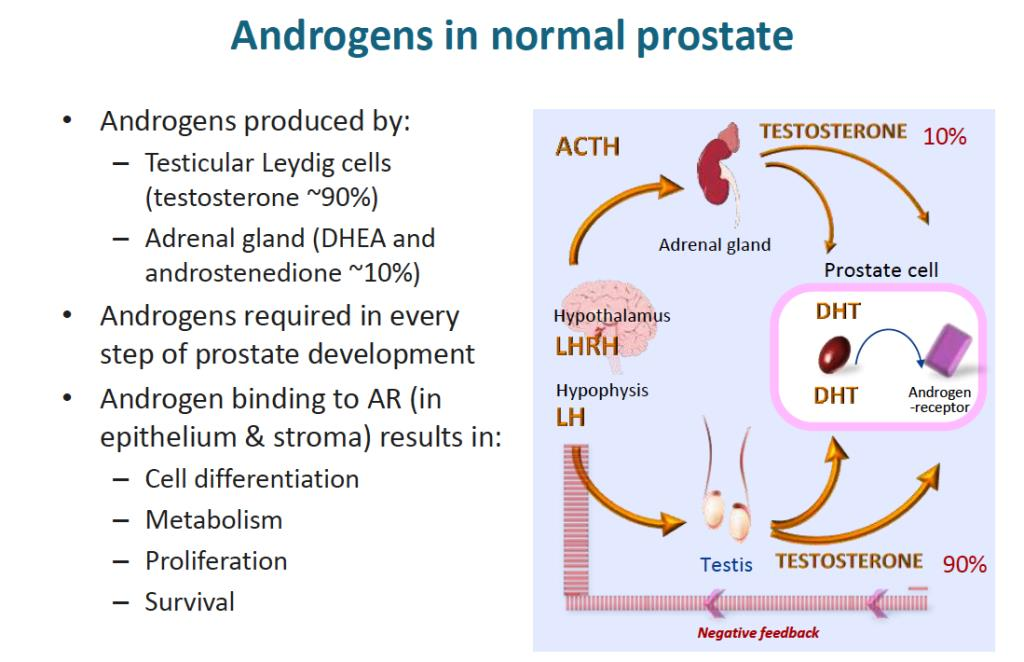 Androgens in normal prostate
• Androgens produced by:
– Testicular Leydig cells
(testosterone ~90%)
– Adrenal gland (DHEA and
androstenedione ~10%)
• Androgens required in every
step of prostate development
• Androgen binding to AR (in
epithelium & stroma) results in:
– Cell differentiation
– Metabolism
– Proliferation
– Survival
ACTH
TESTOSTERONE 10%
Adrenal gland
Prostate cell
Hypothalamus
LHRH
Hypophysis
LH
DHT
DHT
Androgen
-receptor
Testis
TESTOSTERONE 90%
Negative feedback